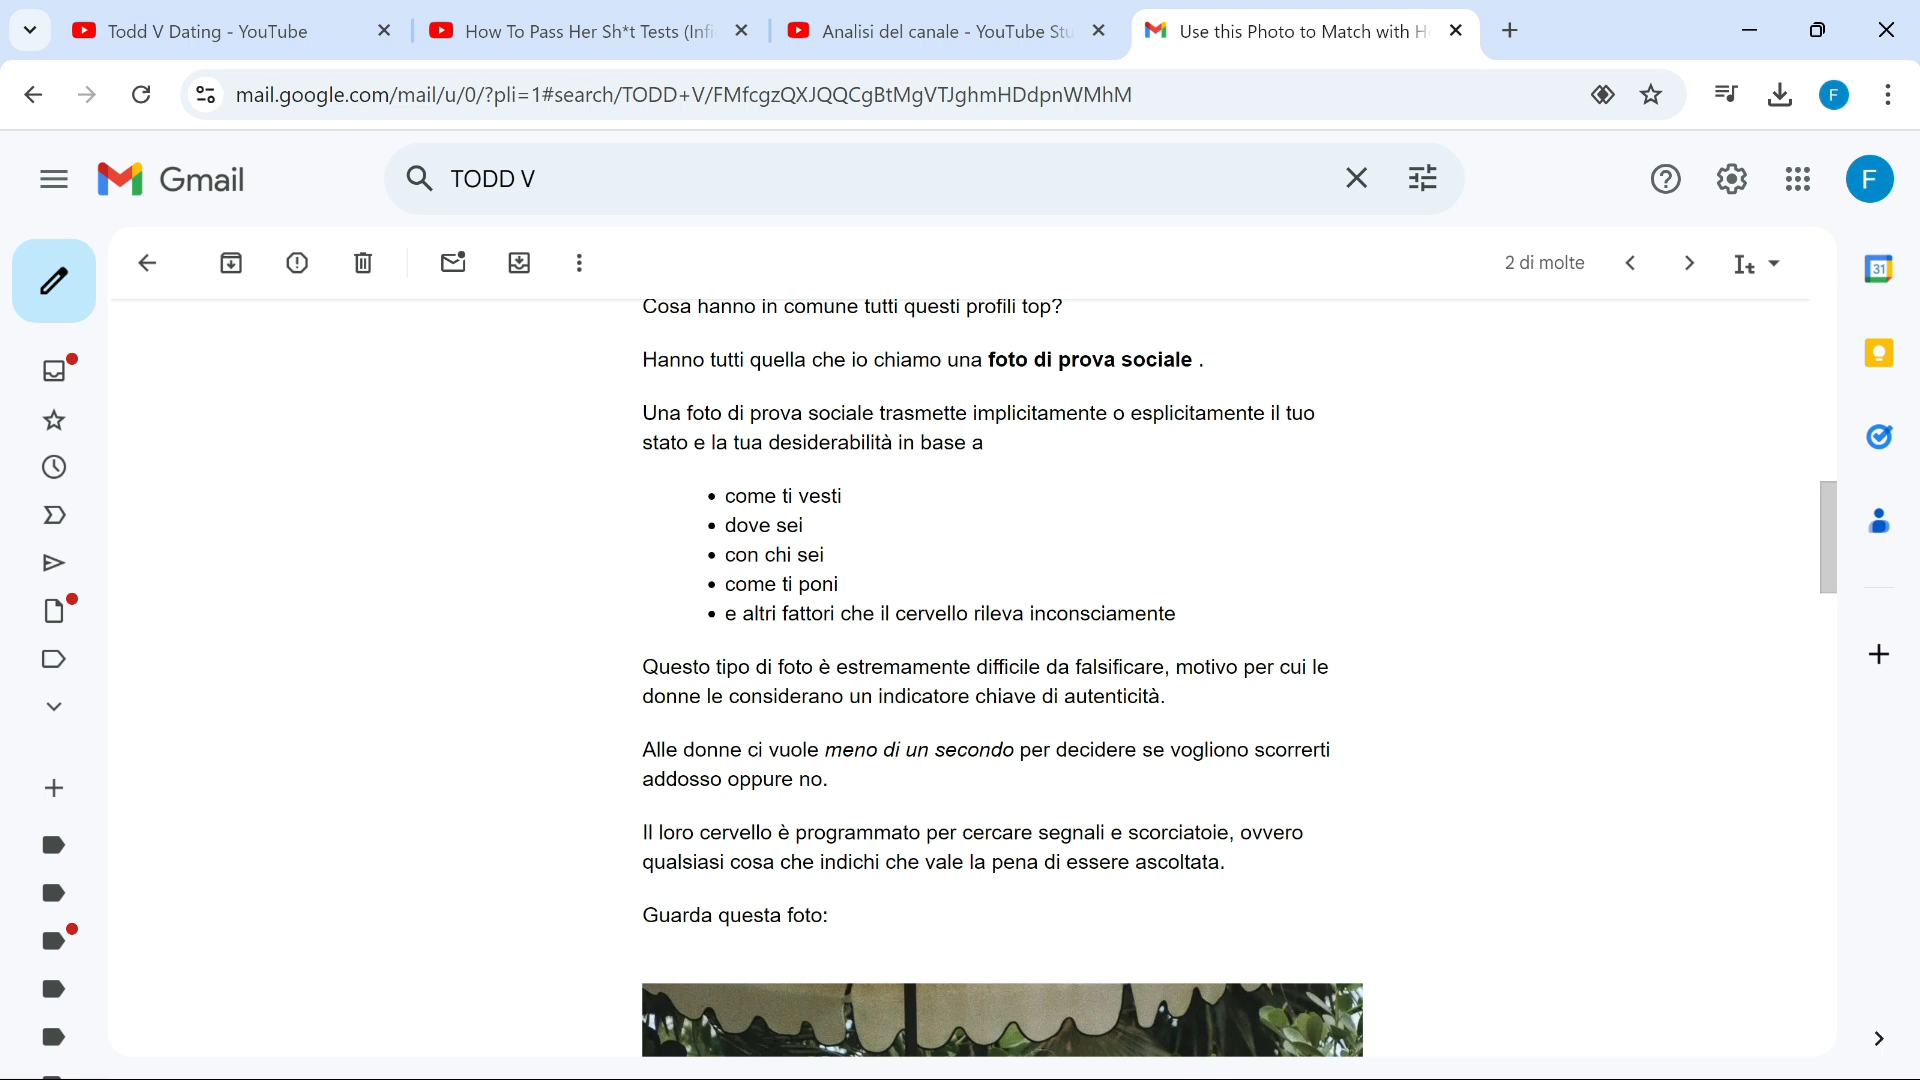 Todd V Dating - YouTube
How To Pass Her Sh*t Tests (Infi
Analisi del canale - YouTube Stu
Use this Photo to Match with H
mail.google.com/mail/u/0/?pli=1#search/TODD+V/FMfcgzQXJQQCgBtMgVTJghmHDdpnWMhM
F
Gmail
TODD V
F
2 di molte
31
Cosa hanno in comune tutti questi profili top?
Hanno tutti quella che io chiamo una foto di prova sociale .
Una foto di prova sociale trasmette implicitamente o esplicitamente il tuo
stato e la tua desiderabilità in base a
• come ti vesti
• dove sei
• con chi sei
• come ti poni
• e altri fattori che il cervello rileva inconsciamente
Questo tipo di foto è estremamente difficile da falsificare, motivo per cui le
donne le considerano un indicatore chiave di autenticità.
Alle donne ci vuole meno di un secondo per decidere se vogliono scorrerti
addosso oppure no.
Il loro cervello è programmato per cercare segnali e scorciatoie, ovvero
qualsiasi cosa che indichi che vale la pena di essere ascoltata.
Guarda questa foto: